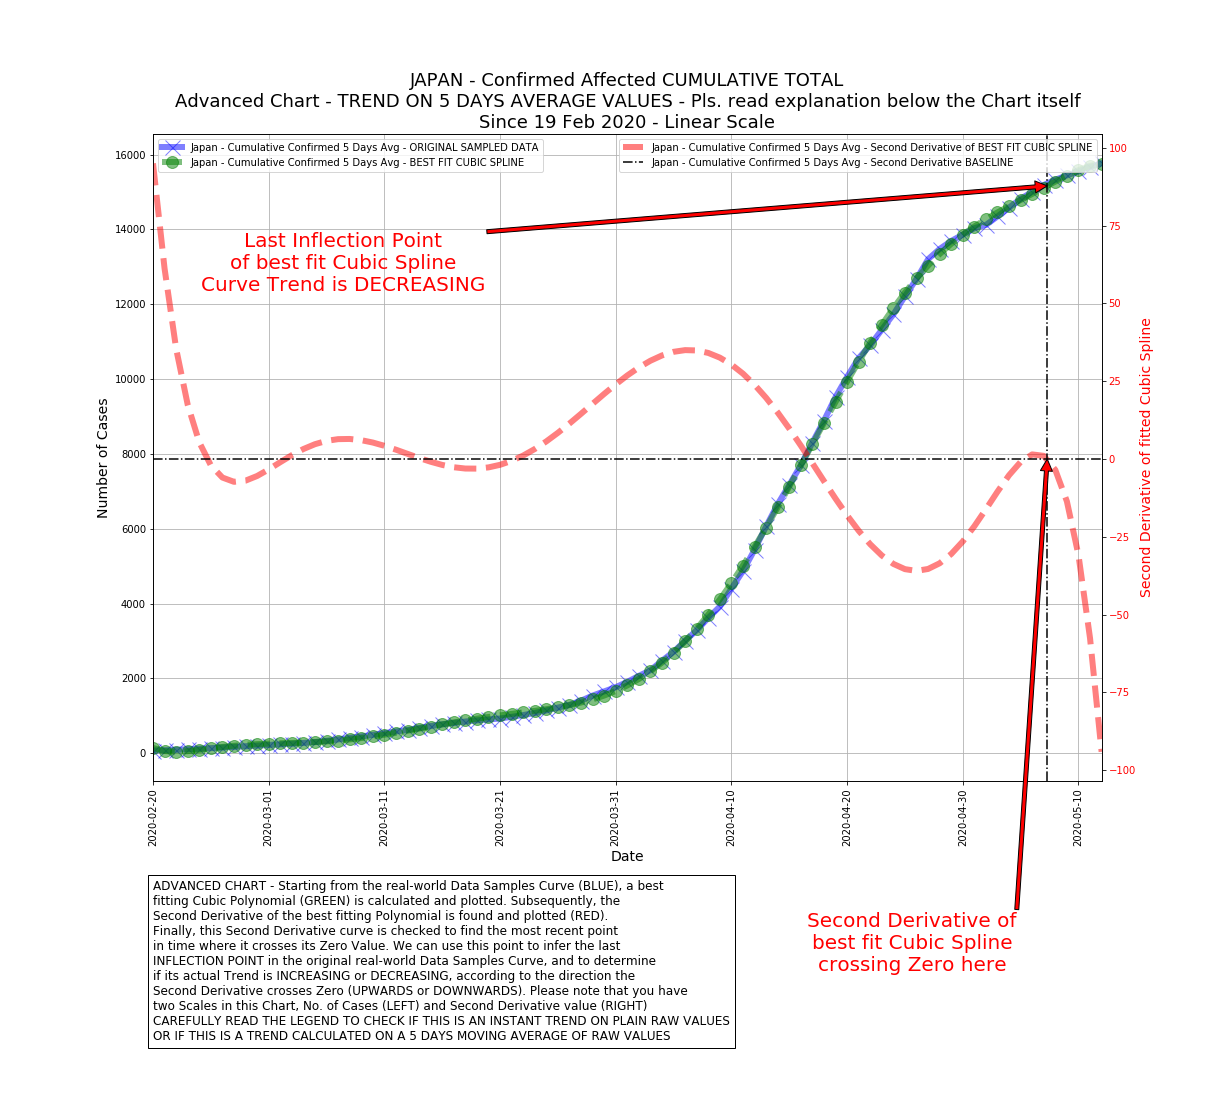 JAPAN - Confirmed Affected CUMULATIVE TOTAL
Advanced Chart - TREND ON 5 DAYS AVERAGE VALUES - Pls. read explanation below the Chart itself
Since 19 Feb 2020 - Linear Scale
Japan - Cumulative Confirmed 5 Days Avg - ORIGINAL SAMPLED DATA
Japan - Cumulative Confirmed 5 Days Avg - BEST FIT CUBIC SPLINE
Japan - Cumulative Confirmed 5 Days Avg - Second Derivative of BEST FIT CUBIC SPLINE
Japan - Cumulative Confirmed 5 Days Avg - Second Derivative BASELINE
Last Inflection Point
of best fit Cubic Spline
Curve Trend is DECREASING
Number of Cases
16000
14000
12000
10000
8000
6000
4000
2000
0
100
75
50
25
0
−25
−50
−75
−100
Second Derivative of fitted Cubic Spline
2020-02-20
2020-03-01
2020-03-11
2020-03-21
2020-03-31
2020-04-10
2020-04-20
2020-04-30
2020-05-10
Date
ADVANCED CHART - Starting from the real-world Data Samples Curve (BLUE), a best
fitting Cubic Polynomial (GREEN) is calculated and plotted. Subsequently, the
Second Derivative of the best fitting Polynomial is found and plotted (RED).
Finally, this Second Derivative curve is checked to find the most recent point
in time where it crosses its Zero Value. We can use this point to infer the last
INFLECTION POINT in the original real-world Data Samples Curve, and to determine
if its actual Trend is INCREASING or DECREASING, according to the direction the
Second Derivative crosses Zero (UPWARDS or DOWNWARDS). Please note that you have
two Scales in this Chart, No. of Cases (LEFT) and Second Derivative value (RIGHT)
CAREFULLY READ THE LEGEND TO CHECK IF THIS IS AN INSTANT TREND ON PLAIN RAW VALUES
OR IF THIS IS A TREND CALCULATED ON A 5 DAYS MOVING AVERAGE OF RAW VALUES
Second Derivative of
best fit Cubic Spline
crossing Zero here